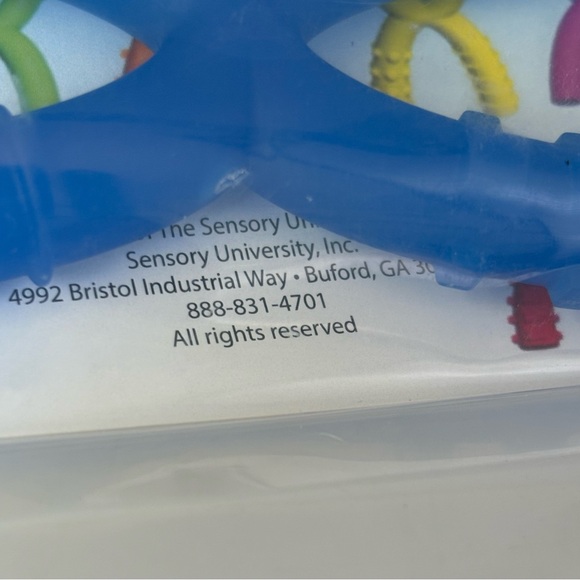 The Sensory
Sensory University, Inc.
4992 Bristol Industrial Way • Buford, GA
888-831-4701
All rights reserved